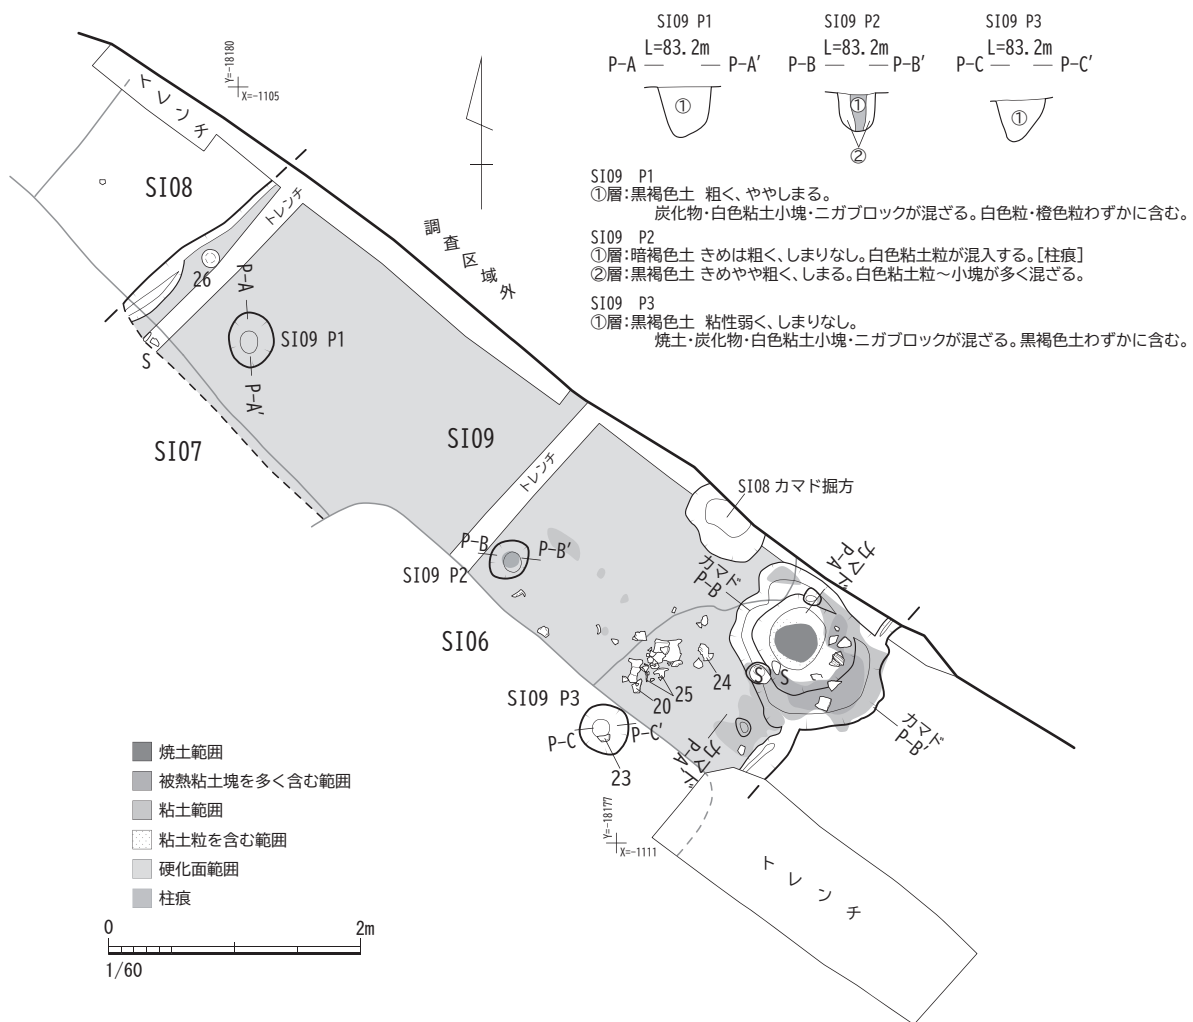 SI09 P1
L=83.2m
P-A
P-A'
①
SI09 P2
L=83.2m
P-B
P-B'
①
②
SI09 P3
L=83.2m
P-C
P-C'
①
SI09 P1
①層:黒褐色土 粗く、ややしまる。
炭化物・白色粘土小塊・ニガブロックが混ざる。白色粒・橙色粒わずかに含む。
SI09 P2
①層:暗褐色土 きめは粗く、しまりなし。白色粘土粒が混入する。[柱痕]
②層:黒褐色土 きめやや粗く、しまる。白色粘土粒～小塊が多く混ざる。
SI09 P3
①層:黒褐色土 粘性弱く、しまりなし。
焼土・炭化物・白色粘土小塊・ニガブロックが混ざる。黒褐色土わずかに含む。
トレンチ
Y=-18180
X=-1105
SI08
トレンチ
調査区域外
26
P-A
SI09 P1
P-A'
S
SI07
SI09
トレンチ
SI08 カマド掘方
P-B
P-B'
SI09 P2
カマド
P-B
カマド
P-A
SI06
S
S
24
25
20
SI09 P3
P-C
P-C'
23
カマド
P-A'
カマド
P-B'
Y=-18177
X=-1111
トレンチ
焼土範囲
被熱粘土塊を多く含む範囲
粘土範囲
粘土粒を含む範囲
硬化面範囲
柱痕
0
2m
1/60